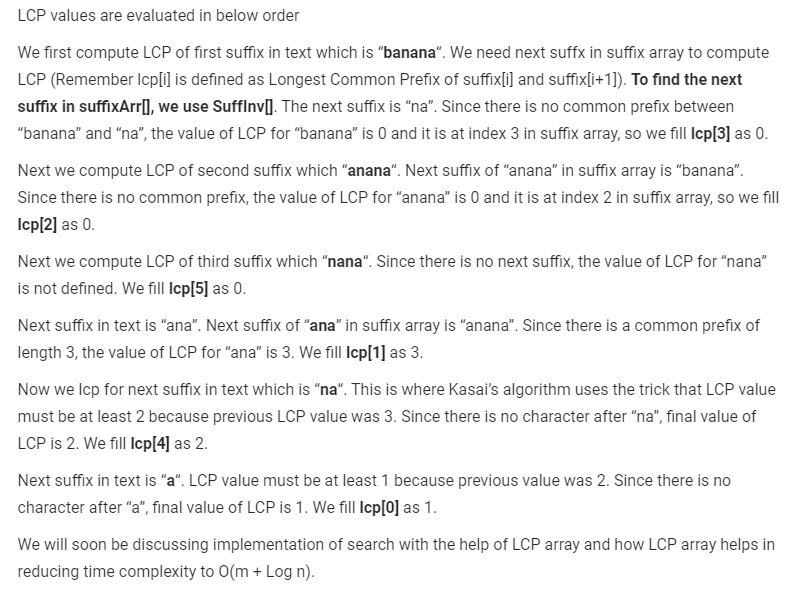 LCP values are evaluated in below order
We first compute LCP of first suffix in text which is “banana“. We need next suffx in suffix array to compute
LCP (Remember lcp[i] is defined as Longest Common Prefix of suffix[i] and suffix[i+1]). To find the next
suffix in suffixArr[], we use SuffInv[]. The next suffix is “na”. Since there is no common prefix between
“banana” and “na”, the value of LCP for “banana” is 0 and it is at index 3 in suffix array, so we fill lcp[3] as 0.
Next we compute LCP of second suffix which “anana“. Next suffix of “anana” in suffix array is “banana”.
Since there is no common prefix, the value of LCP for “anana” is 0 and it is at index 2 in suffix array, so we fill
lcp[2] as 0.
Next we compute LCP of third suffix which “nana“. Since there is no next suffix, the value of LCP for “nana”
is not defined. We fill lcp[5] as 0.
Next suffix in text is “ana”. Next suffix of “ana” in suffix array is “anana”. Since there is a common prefix of
length 3, the value of LCP for “ana” is 3. We fill lcp[1] as 3.
Now we lcp for next suffix in text which is “na“. This is where Kasai’s algorithm uses the trick that LCP value
must be at least 2 because previous LCP value was 3. Since there is no character after “na”, final value of
LCP is 2. We fill lcp[4] as 2.
Next suffix in text is “a“. LCP value must be at least 1 because previous value was 2. Since there is no
character after “a”, final value of LCP is 1. We fill lcp[0] as 1.
We will soon be discussing implementation of search with the help of LCP array and how LCP array helps in
reducing time complexity to O(m + Log n).